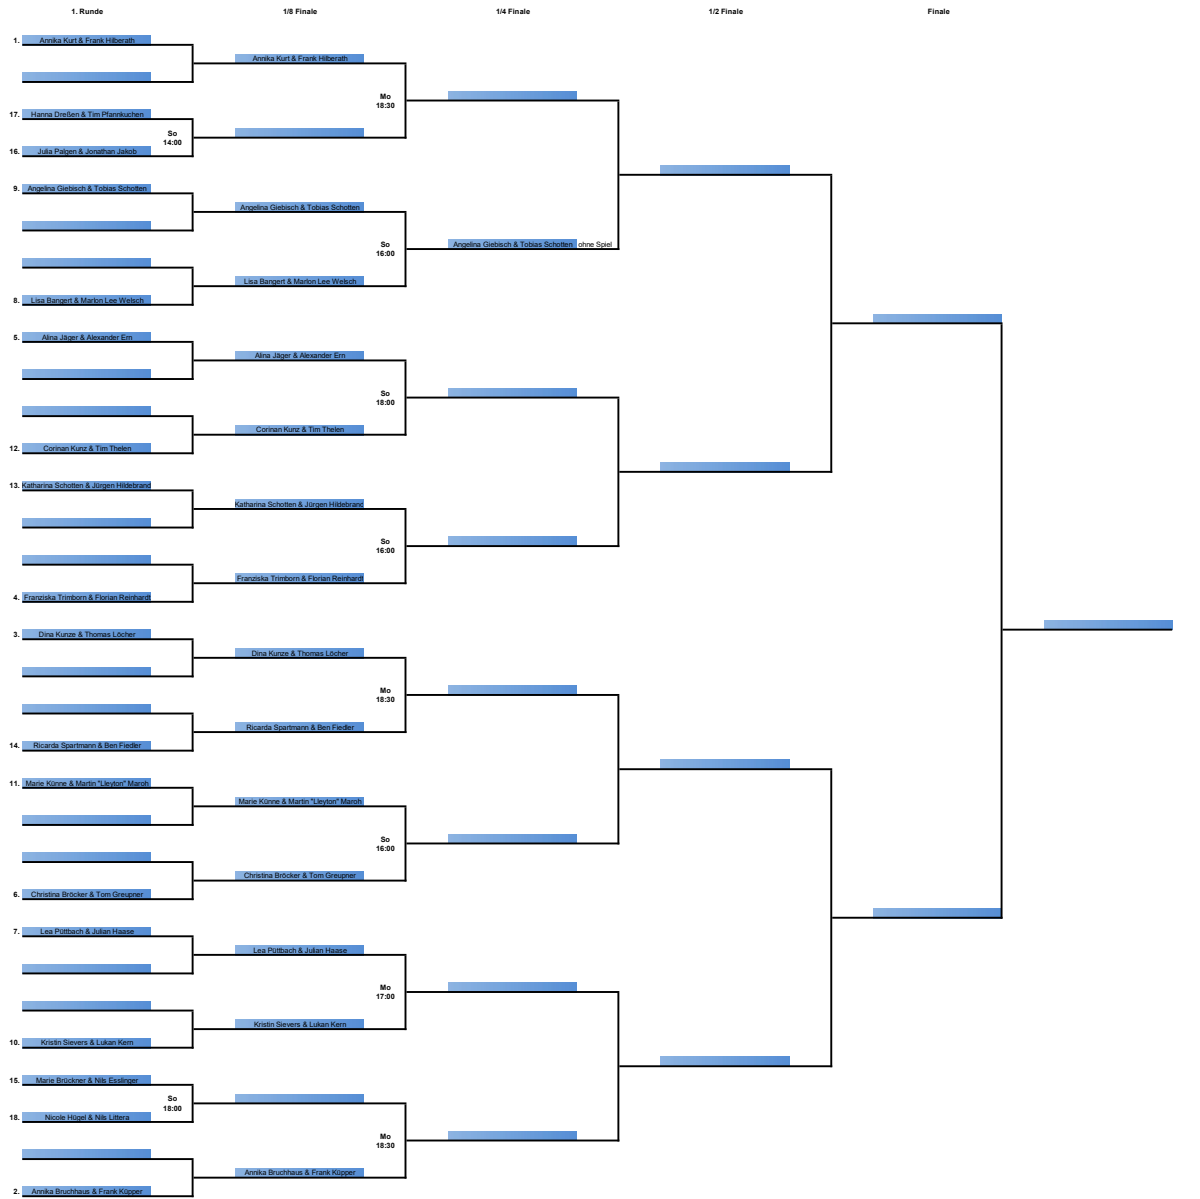 1. Runde
1/8 Finale
1/4 Finale
1/2 Finale
Finale
1. Annika Kurt & Frank Hilberath
Annika Kurt & Frank Hilberath
Mo
18:30
17. Hanna Dreßen & Tim Pfannkuchen
So
14:00
16. Julia Palgen & Jonathan Jakob
9. Angelina Giebisch & Tobias Schotten
Angelina Giebisch & Tobias Schotten
So
16:00
Angelina Giebisch & Tobias Schotten ohne Spiel
Lisa Bangert & Marlon Lee Welsch
8. Lisa Bangert & Marlon Lee Welsch
5. Alina Jäger & Alexander Ern
Alina Jäger & Alexander Ern
So
18:00
Corinan Kunz & Tim Thelen
12. Corinan Kunz & Tim Thelen
13. Katharina Schotten & Jürgen Hildebrand
Katharina Schotten & Jürgen Hildebrand
So
16:00
Franziska Trimborn & Florian Reinhardt
4. Franziska Trimborn & Florian Reinhardt
3. Dina Kunze & Thomas Löcher
Dina Kunze & Thomas Löcher
Mo
18:30
Ricarda Spartmann & Ben Fiedler
14. Ricarda Spartmann & Ben Fiedler
11. Marie Künne & Martin "Lleyton" Maroh
Marie Künne & Martin "Lleyton" Maroh
So
16:00
Christina Bröcker & Tom Greupner
6. Christina Bröcker & Tom Greupner
7. Lea Püttbach & Julian Haase
Lea Püttbach & Julian Haase
Mo
17:00
Kristin Sievers & Lukan Kern
10. Kristin Sievers & Lukan Kern
15. Marie Brückner & Nils Esslinger
So
18:00
18. Nicole Hügel & Nils Littera
Mo
18:30
Annika Bruchhaus & Frank Küpper
2. Annika Bruchhaus & Frank Küpper